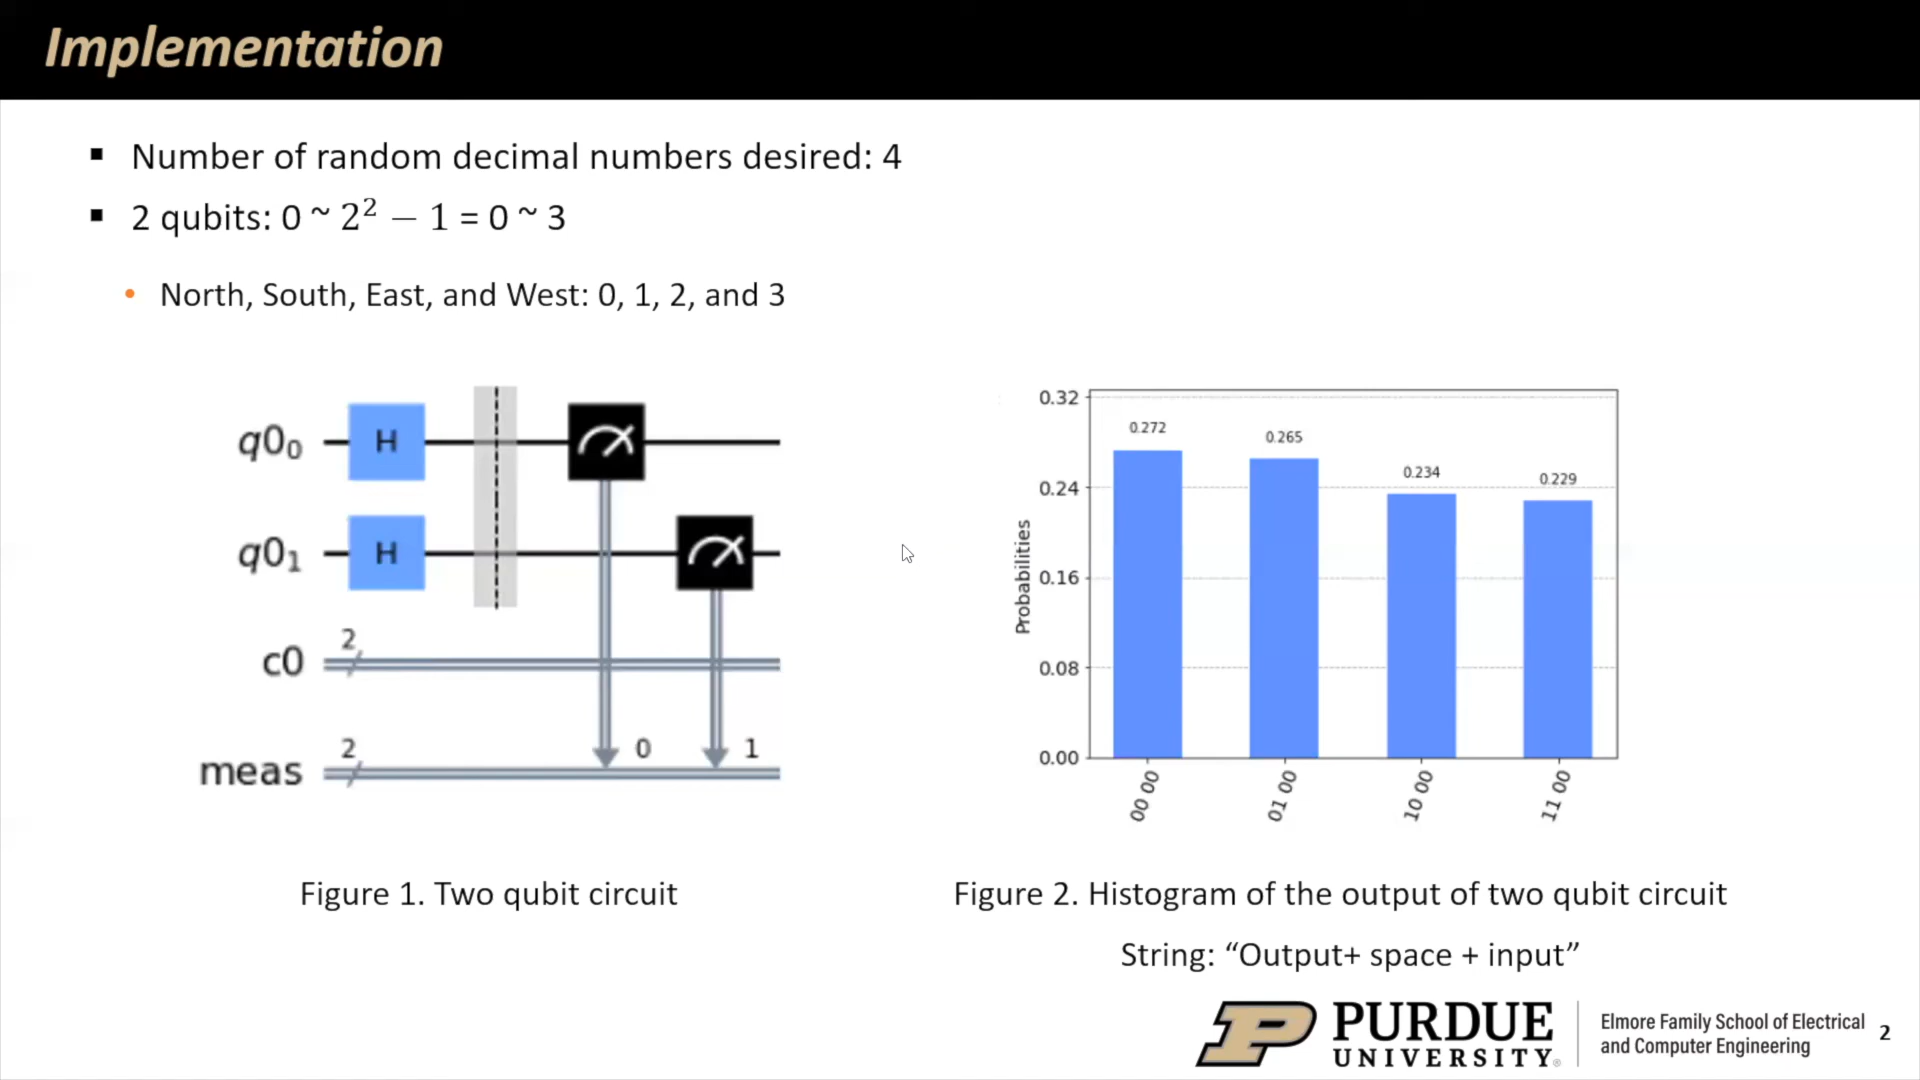 Implementation
Number of random decimal numbers desired: 4
2 qubits: 0 ~ 2² − 1 = 0 ~ 3
North, South, East, and West: 0, 1, 2, and 3
q0₀ H
q0₁ H
c0 2
meas 2 0 1
Figure 1. Two qubit circuit
Probabilities
0.32
0.24
0.16
0.08
0.00
0.272 0.265 0.234 0.229
00 00 01 00 10 00 11 00
Figure 2. Histogram of the output of two qubit circuit
String: “Output+ space + input”
P PURDUE
UNIVERSITY®
Elmore Family School of Electrical
and Computer Engineering
2